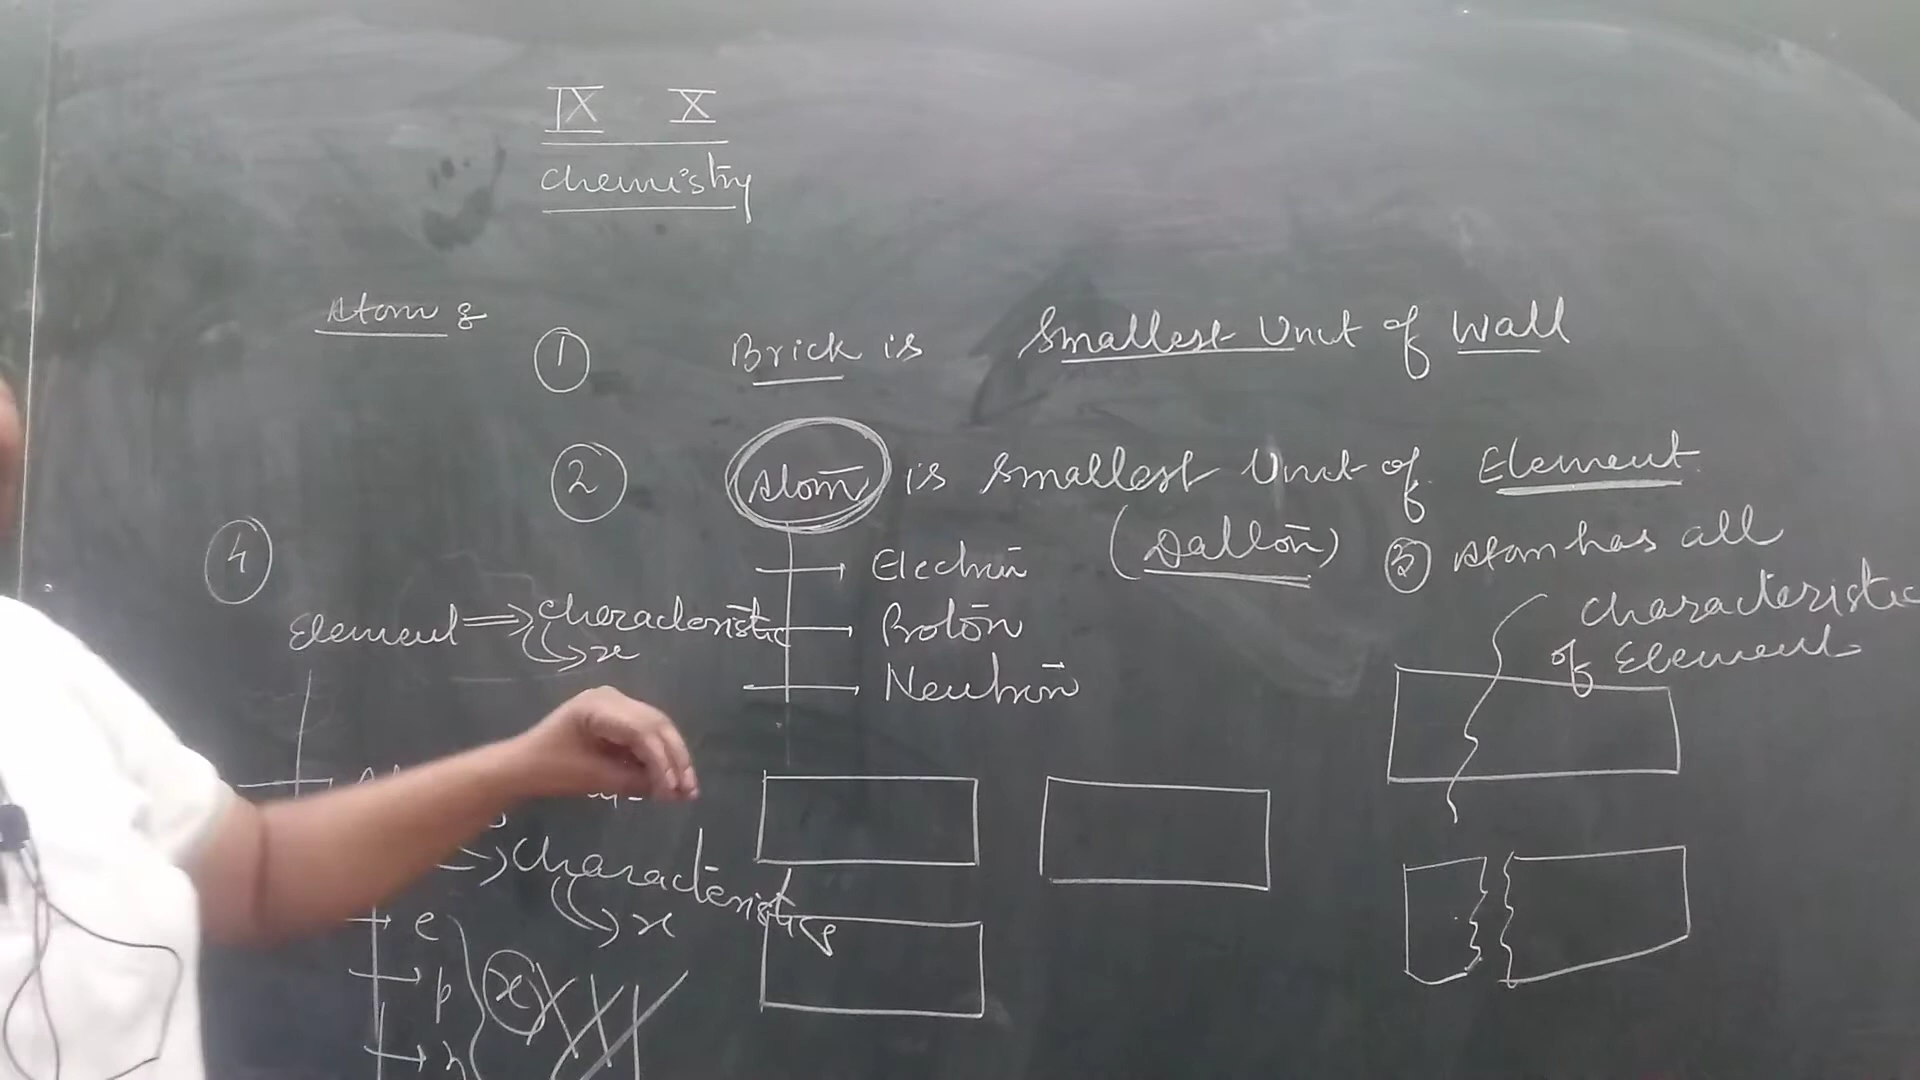 IX X
Chemistry
Atom :
① Brick is Smallest Unit of Wall
② Atom is Smallest Unit of Element
(Dalton)
③ Atom has all
Characteristic
of Element
Electron
Proton
Neutron
④
Element ⇒ Characteristic
x
Characteristics
x
e
p
n
x